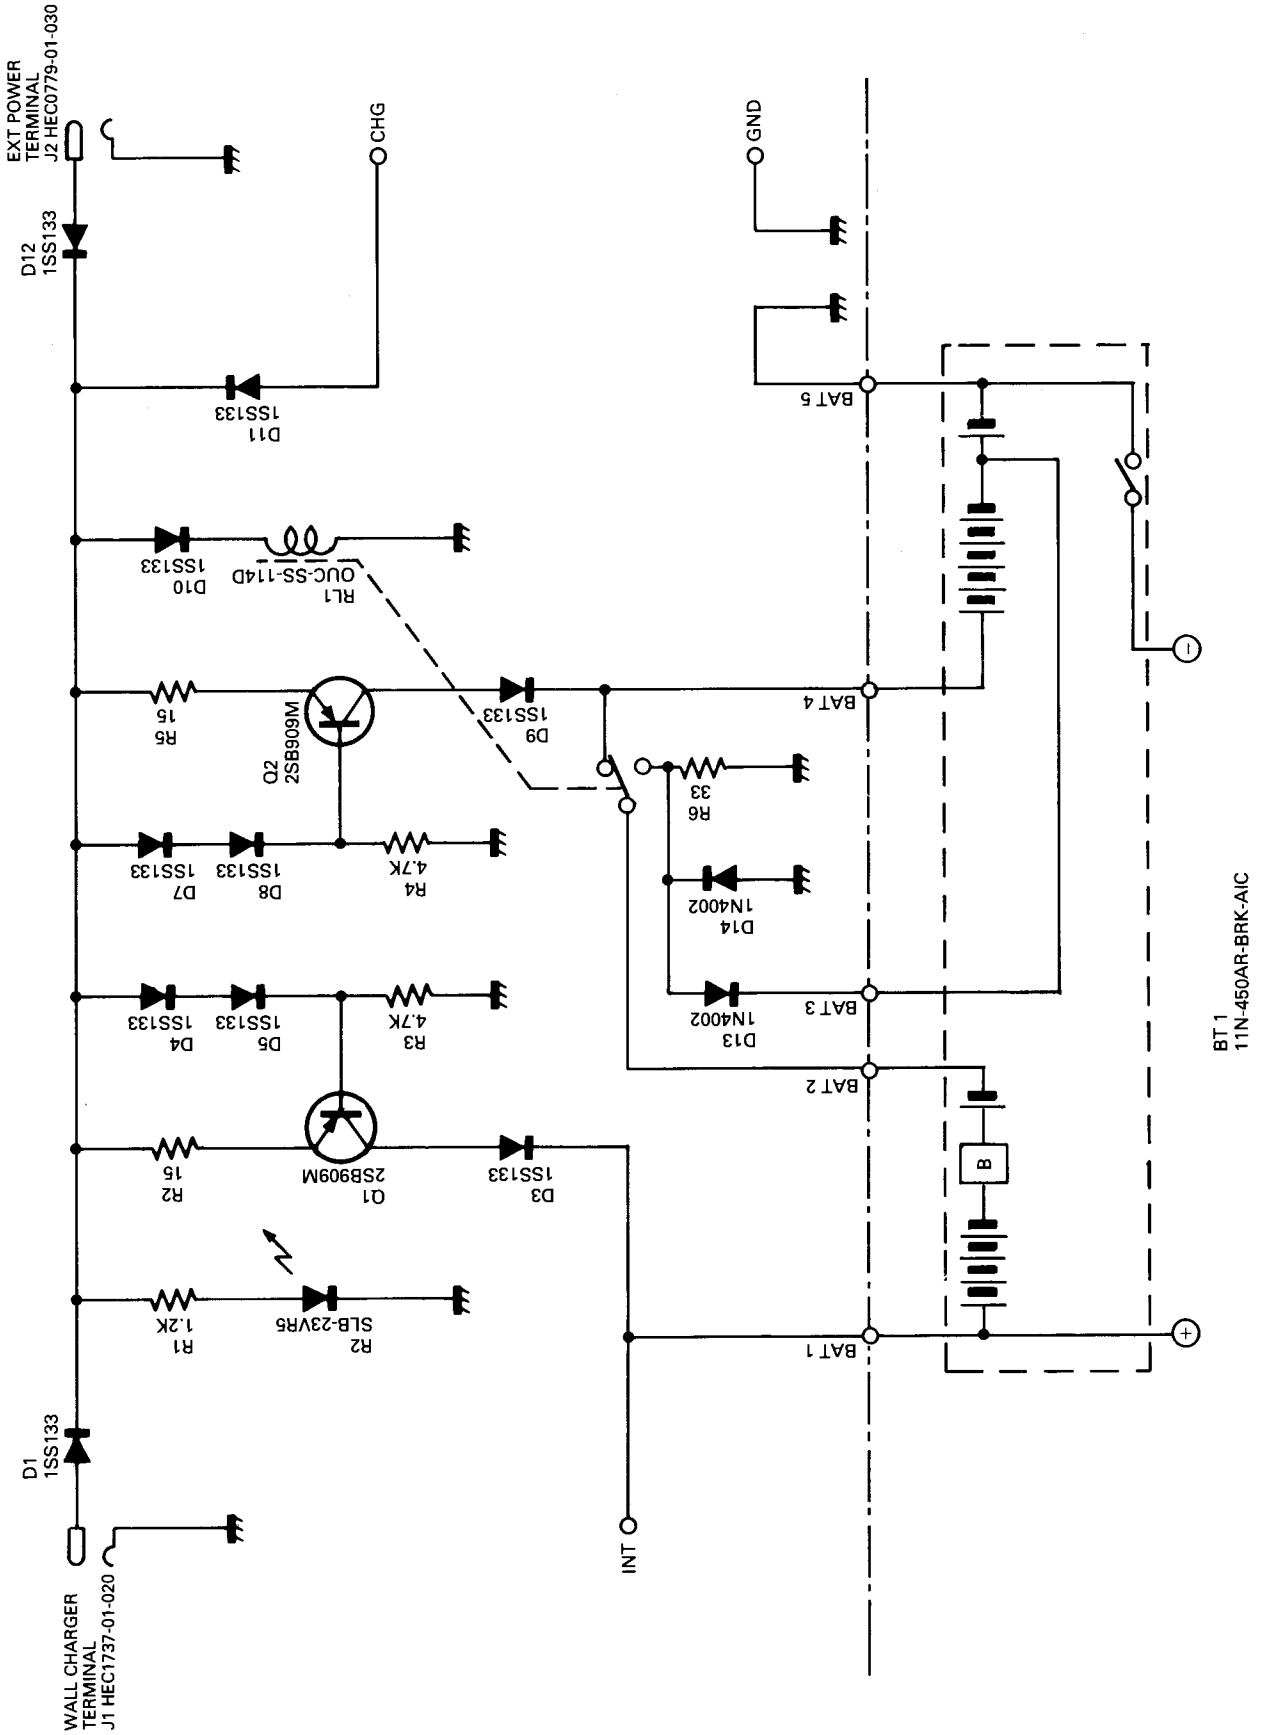 EXT POWER
TERMINAL
J2 HEC0779-01-030
D12
1SS133
CHG
GND
1SS133
D11
BAT 5
1SS133
D10
OUC-SS-114D
RL1
15
R5
Q2
2SB909M
1SS133
D9
BAT 4
1SS133
D7
1SS133
D8
4.7K
R4
33
R6
1N4002
D14
1SS133
D4
1SS133
D5
4.7K
R3
1N4002
D13
BAT 3
BAT 2
15
R2
2SB909M
Q1
1SS133
D3
B
1.2K
R1
SLB-23VR5
R2
BAT 1
−
+
BT 1
11N-450AR-BRK-AIC
D1
1SS133
INT
WALL CHARGER
TERMINAL
J1 HEC1737-01-020